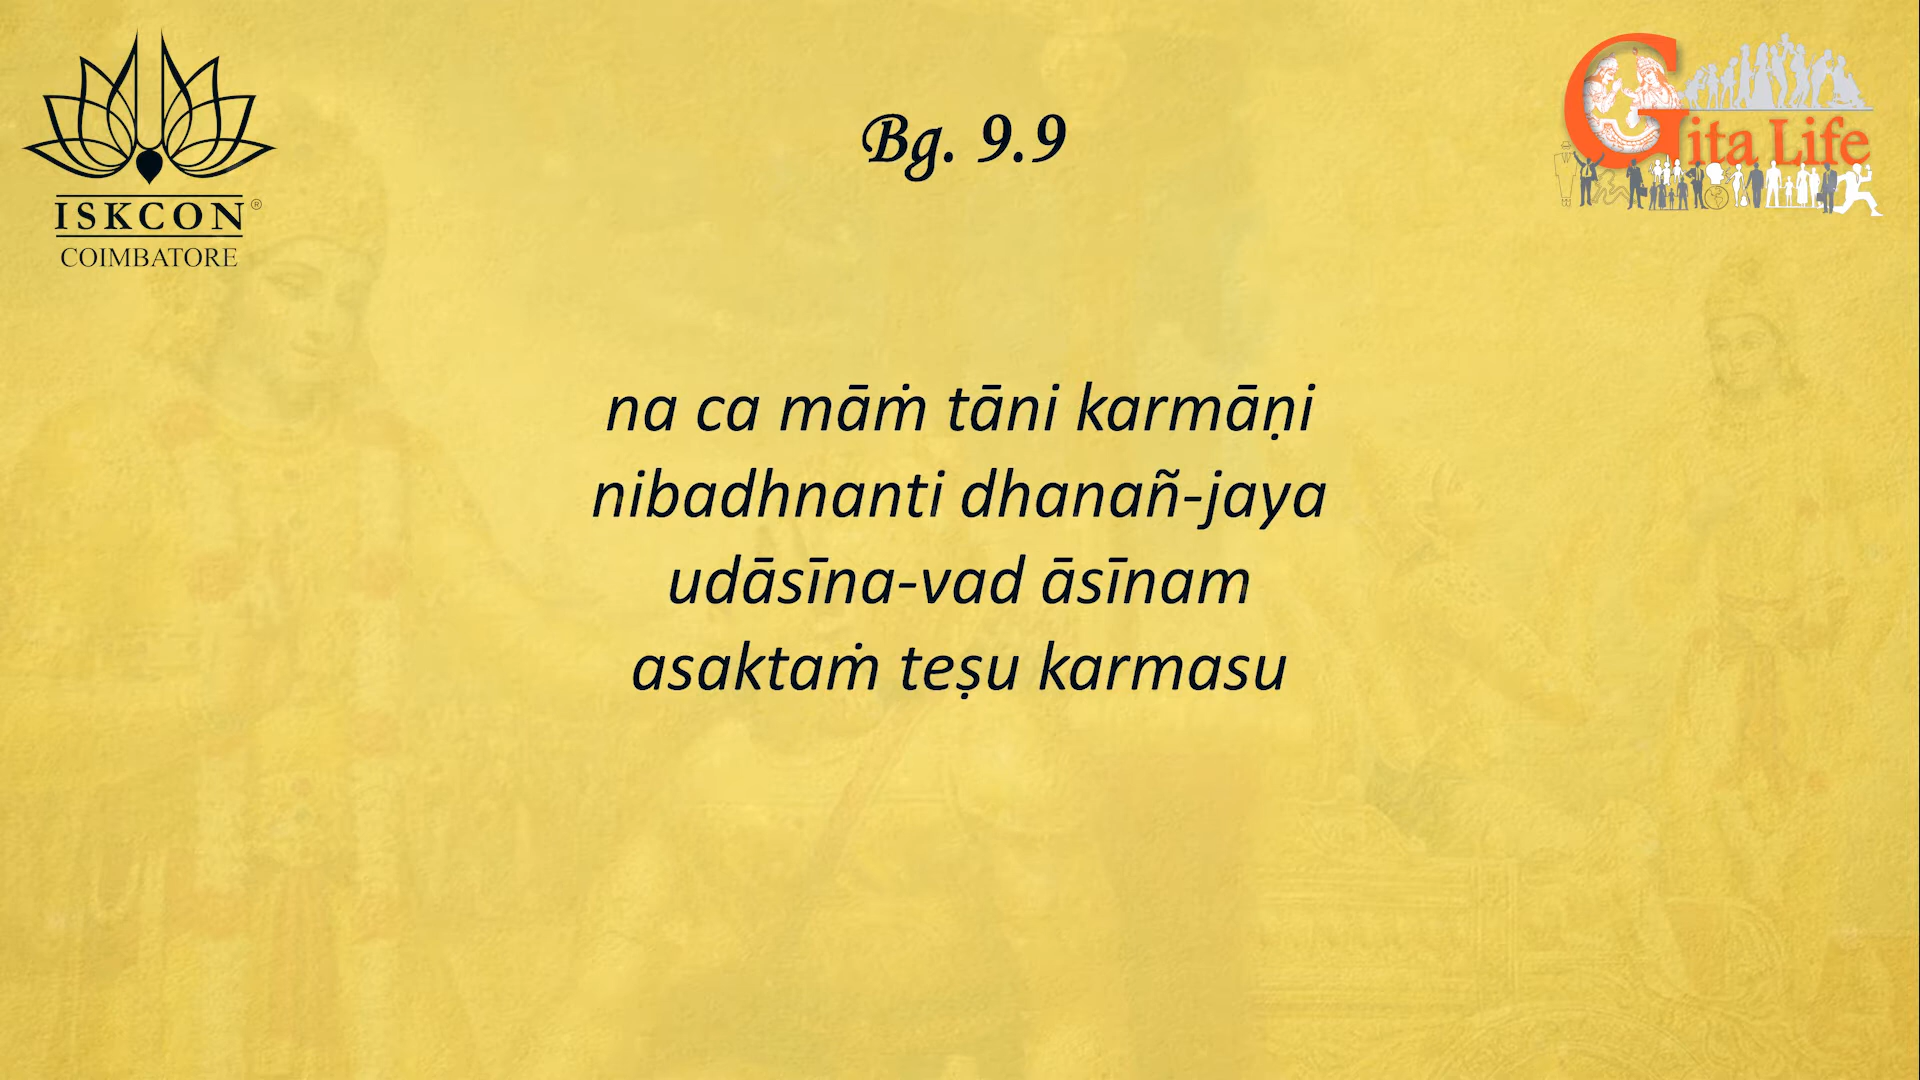 ISKCON®
COIMBATORE
Bg. 9.9
Gita Life
na ca māṁ tāni karmāṇi
nibadhnanti dhanañ-jaya
udāsīna-vad āsīnam
asaktaṁ teṣu karmasu